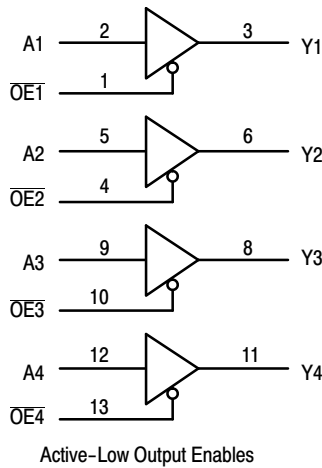 A1 2 3 Y1
OE1 1
A2 5 6 Y2
OE2 4
A3 9 8 Y3
OE3 10
A4 12 11 Y4
OE4 13
Active-Low Output Enables